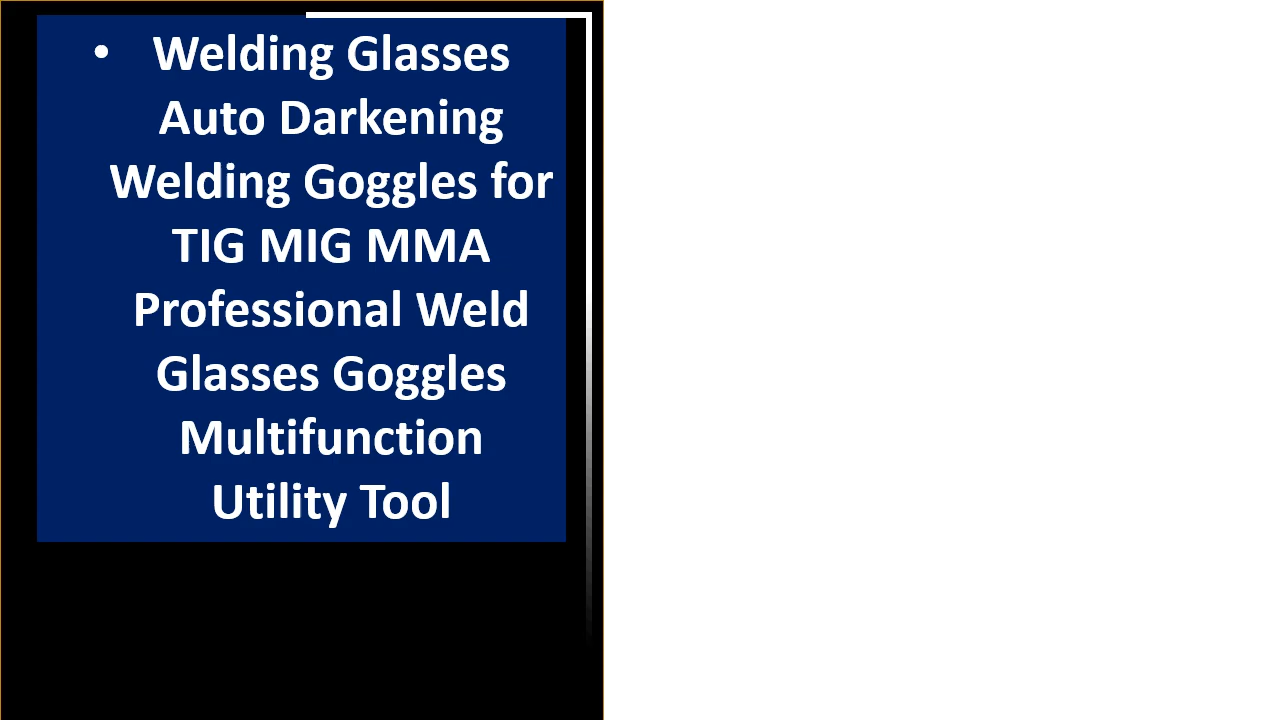 • Welding Glasses
Auto Darkening
Welding Goggles for
TIG MIG MMA
Professional Weld
Glasses Goggles
Multifunction
Utility Tool